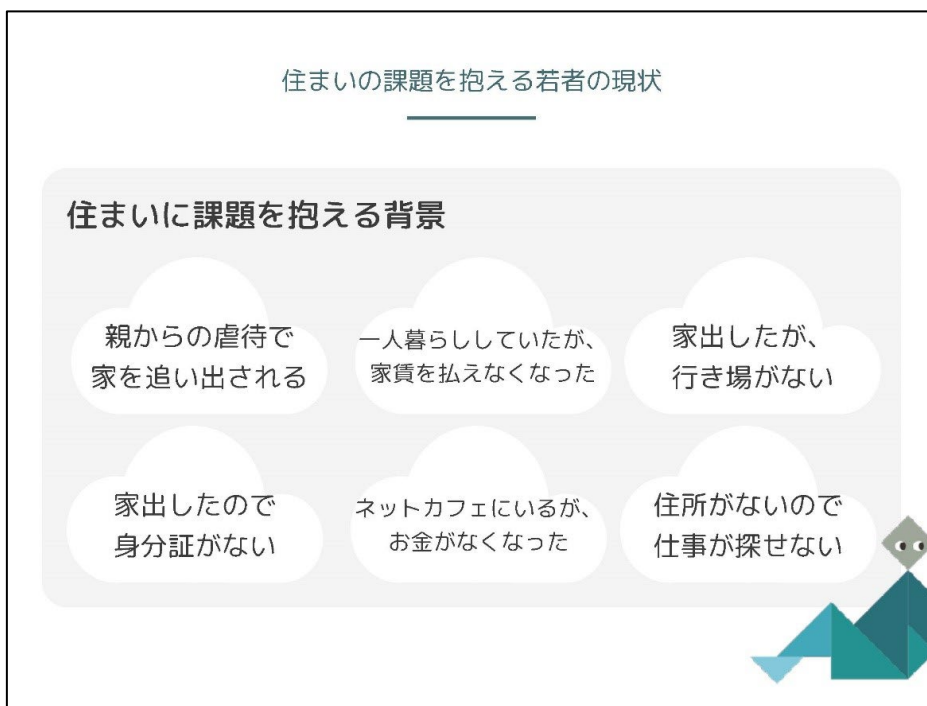 住まいの課題を抱える若者の現状
住まいに課題を抱える背景
親からの虐待で
家を追い出される
一人暮らししていたが、
家賃を払えなくなった
家出したが、
行き場がない
家出したので
身分証がない
ネットカフェにいるが、
お金がなくなった
住所がないので
仕事が探せない